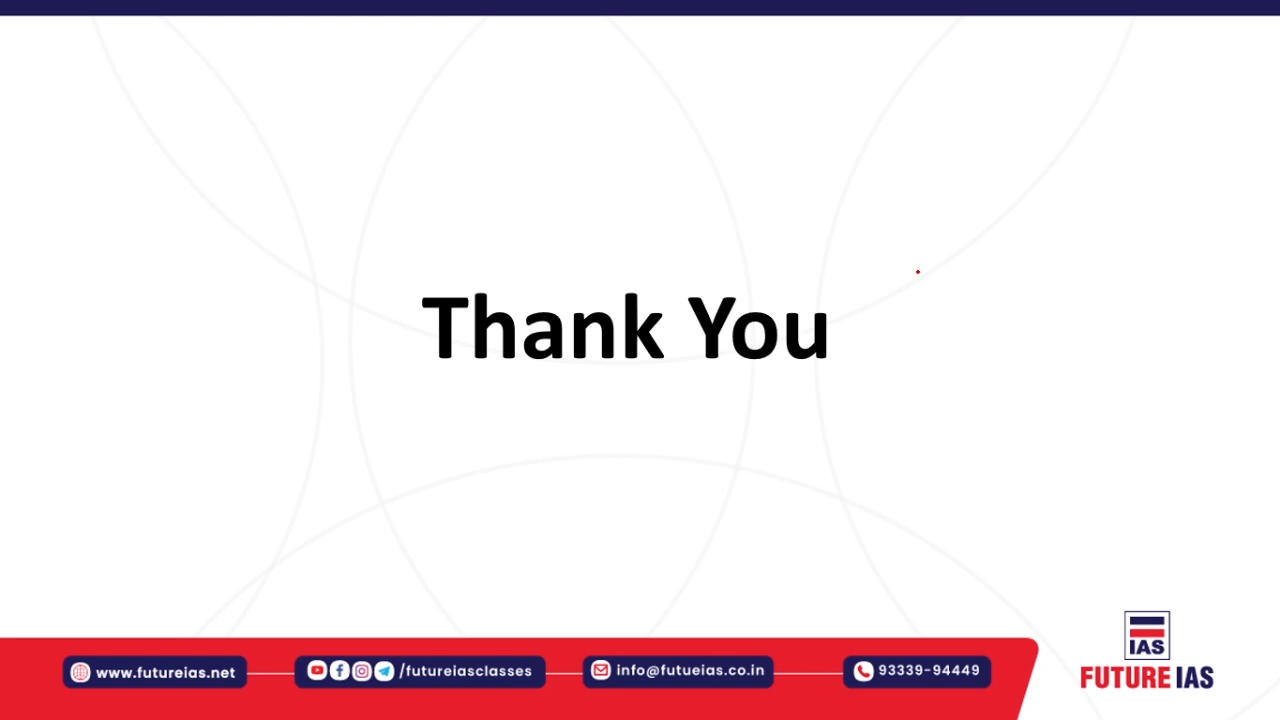 Thank You
www.futureias.net
/futureiasclasses
info@futueias.co.in
93339-94449
IAS
FUTURE IAS